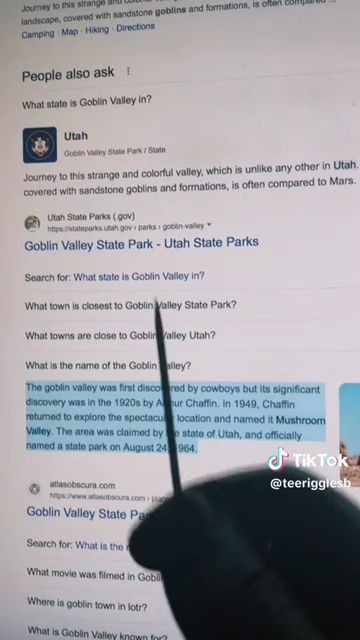 Journey to this strange and
landscape, covered with sandstone goblins and formations, is often compared ...
Camping · Map · Hiking · Directions
People also ask
What state is Goblin Valley in?
Utah
Goblin Valley State Park / State
Journey to this strange and colorful valley, which is unlike any other in Utah.
covered with sandstone goblins and formations, is often compared to Mars.
Utah State Parks (.gov)
https://stateparks.utah.gov › parks › goblin-valley
Goblin Valley State Park - Utah State Parks
Search for: What state is Goblin Valley in?
What town is closest to Goblin Valley State Park?
What towns are close to Goblin Valley Utah?
What is the name of the Goblin Valley?
The goblin valley was first discovered by cowboys but its significant
discovery was in the 1920s by Arthur Chaffin. In 1949, Chaffin
returned to explore the spectacular location and named it Mushroom
Valley. The area was claimed by the state of Utah, and officially
named a state park on August 24, 1964.
TikTok
@teerigglesb
atlasobscura.com
https://www.atlasobscura.com ›
Goblin Valley State
Search for: What is the
What movie was filmed in Goblin
Where is goblin town in lotr?
What is Goblin Valley known for?